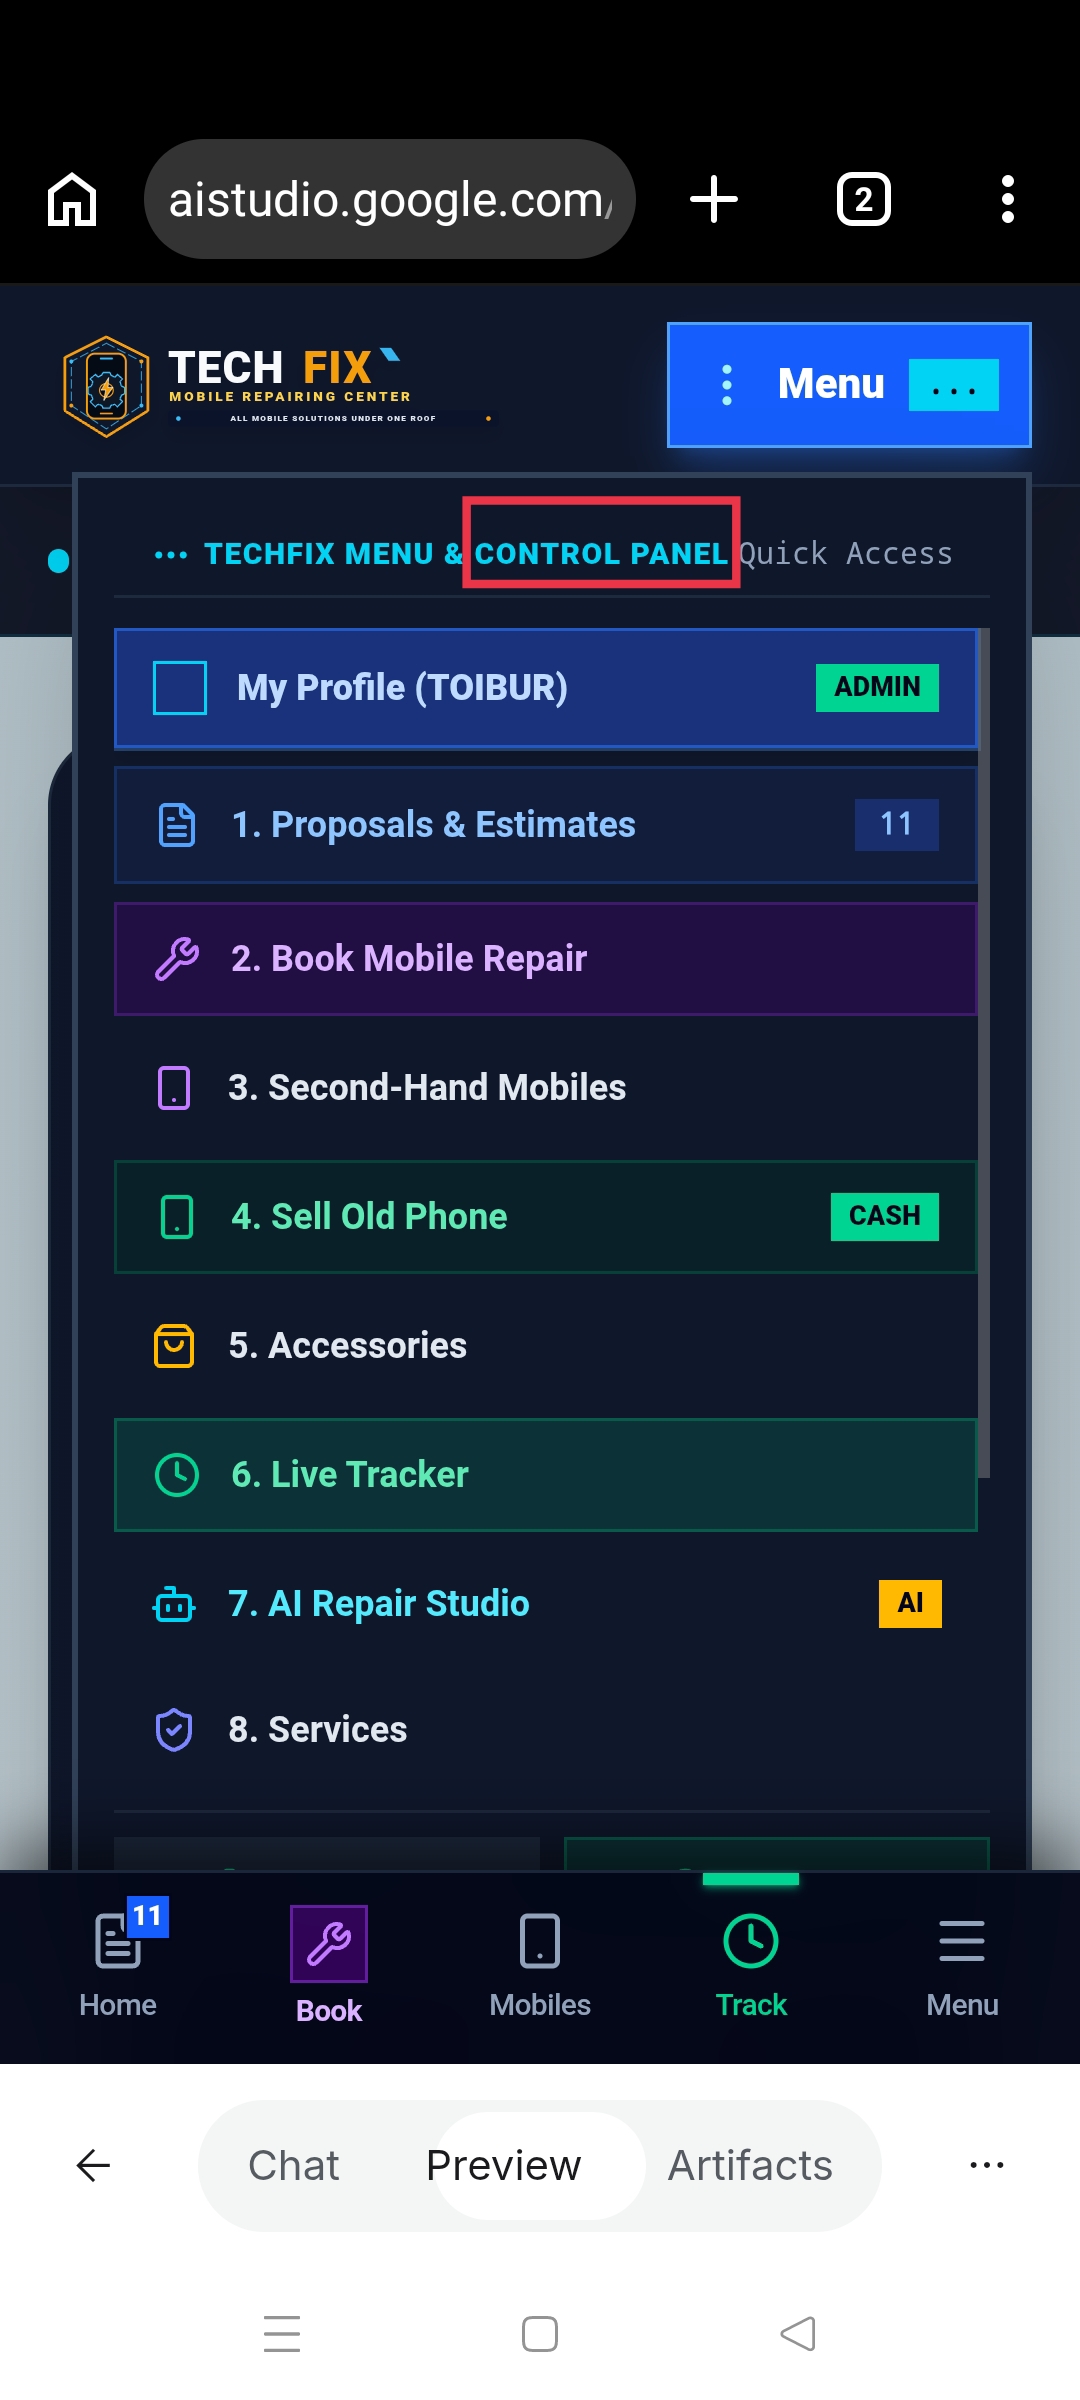 aistudio.google.com/
2
TECH FIX
MOBILE REPAIRING CENTER
ALL MOBILE SOLUTIONS UNDER ONE ROOF
Menu ...
TECHFIX MENU & CONTROL PANEL Quick Access
My Profile (TOIBUR) ADMIN
1. Proposals & Estimates 11
2. Book Mobile Repair
3. Second-Hand Mobiles
4. Sell Old Phone CASH
5. Accessories
6. Live Tracker
7. AI Repair Studio AI
8. Services
11
Home Book Mobiles Track Menu
Chat Preview Artifacts